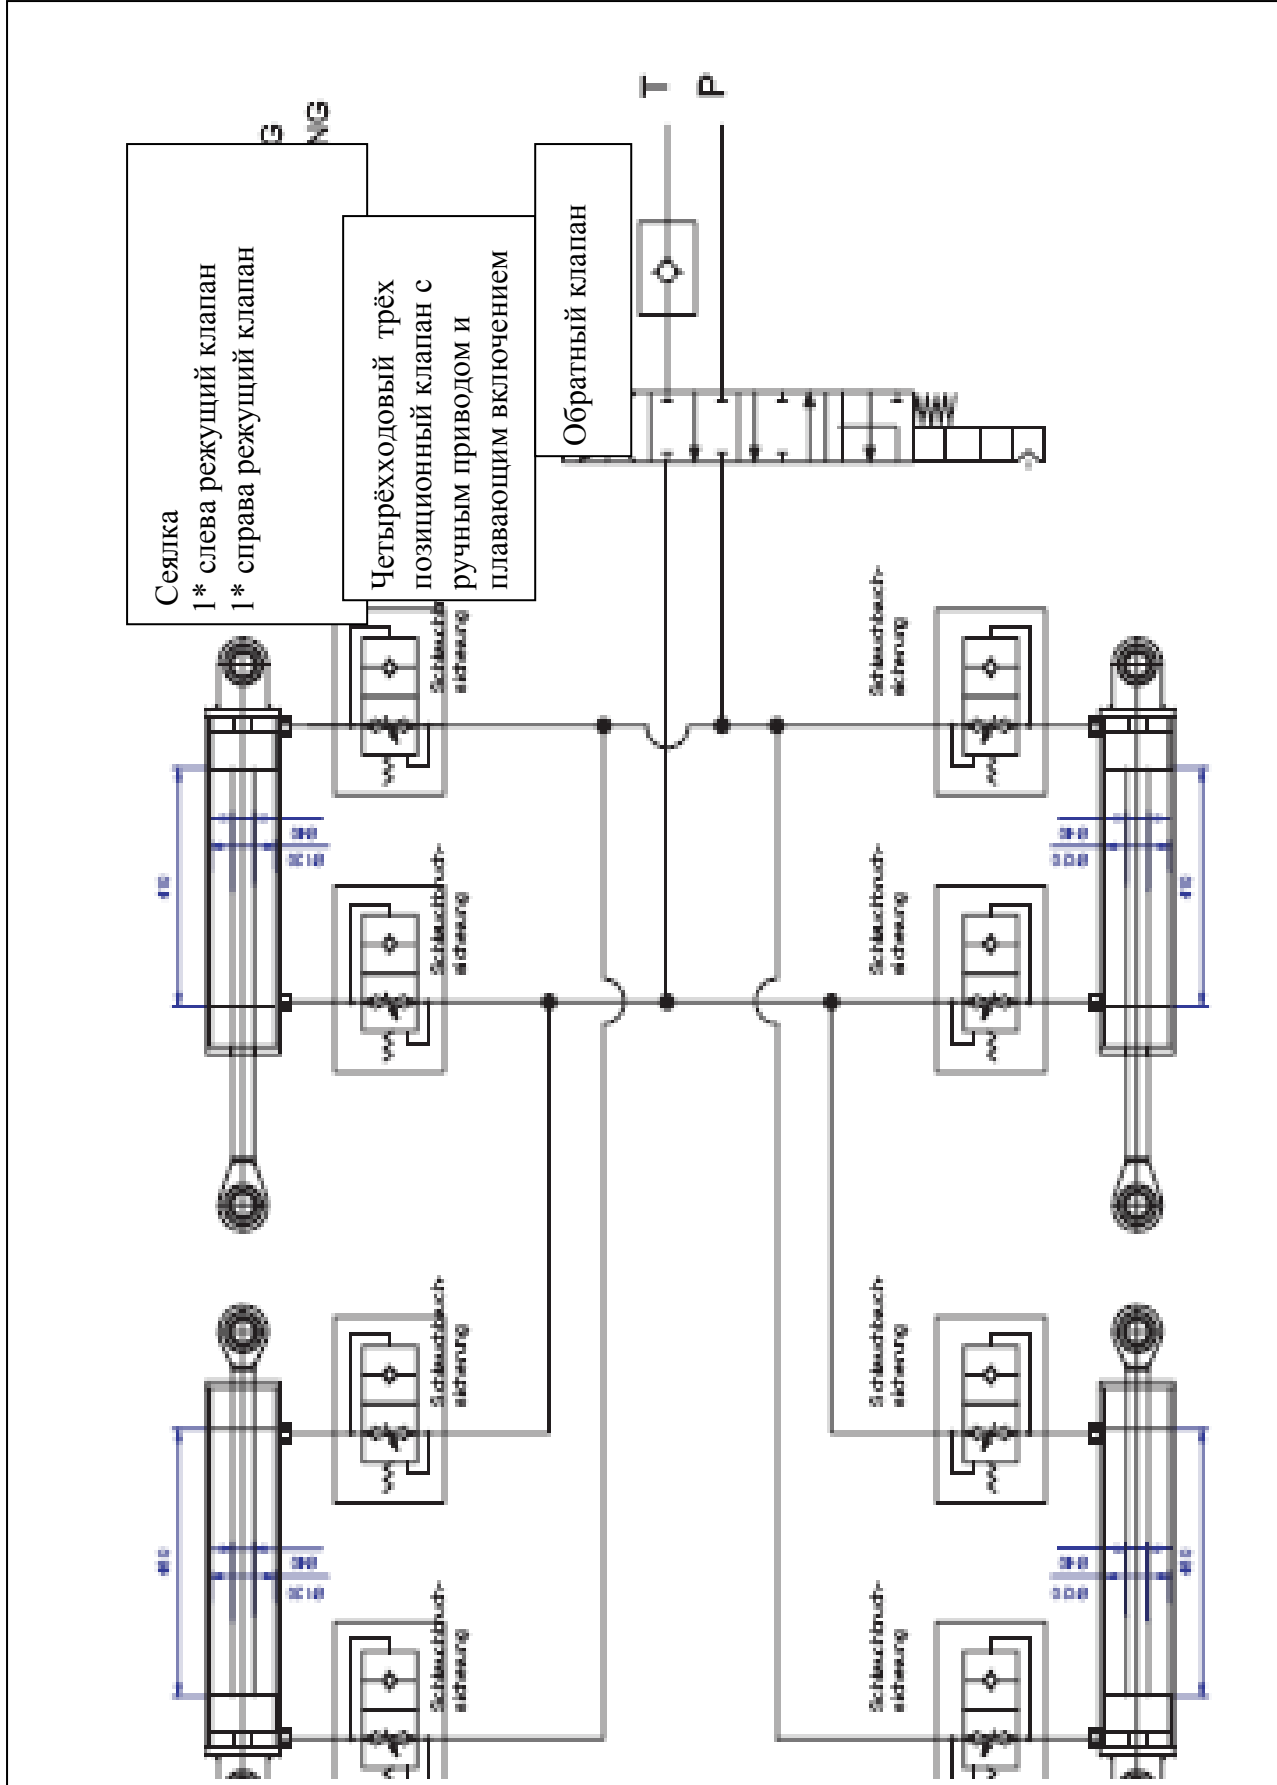 Сеялка
1* слева режущий клапан
1* справа режущий клапан
Четырёхходовый трёх
позиционный клапан с
ручным приводом и
плавающим включением
Обратный клапан
T
P
G
NG
Schlauchbruch-
sicherung
Schlauchbruch-
sicherung
Schlauchbruch-
sicherung
Schlauchbruch-
sicherung
Schlauchbruch-
sicherung
Schlauchbruch-
sicherung
Schlauchbruch-
sicherung
Schlauchbruch-
sicherung